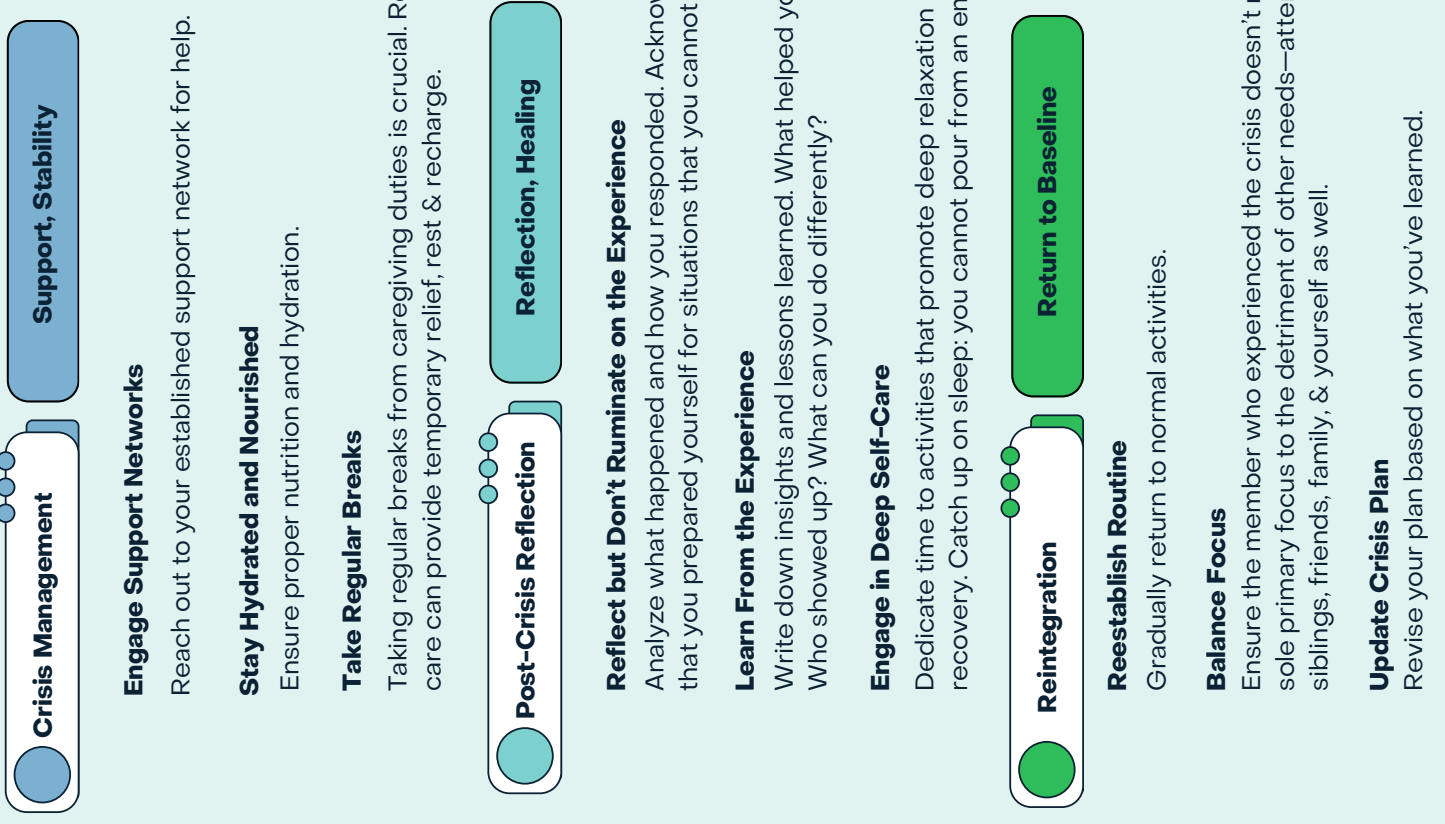 Crisis Management
Support, Stability
Engage Support Networks
Reach out to your established support network for help.
Stay Hydrated and Nourished
Ensure proper nutrition and hydration.
Take Regular Breaks
Taking regular breaks from caregiving duties is crucial.
care can provide temporary relief, rest & recharge.
Post-Crisis Reflection
Reflection, Healing
Reflect but Don’t Ruminate on the Experience
Analyze what happened and how you responded.
that you prepared yourself for situations that you cannot
Learn From the Experience
Write down insights and lessons learned. What helped
Who showed up? What can you do differently?
Engage in Deep Self-Care
Dedicate time to activities that promote deep relaxation
recovery. Catch up on sleep: you cannot pour from an
Reintegration
Return to Baseline
Reestablish Routine
Gradually return to normal activities.
Balance Focus
Ensure the member who experienced the crisis doesn’t
sole primary focus to the detriment of other needs—
siblings, friends, family, & yourself as well.
Update Crisis Plan
Revise your plan based on what you’ve learned.